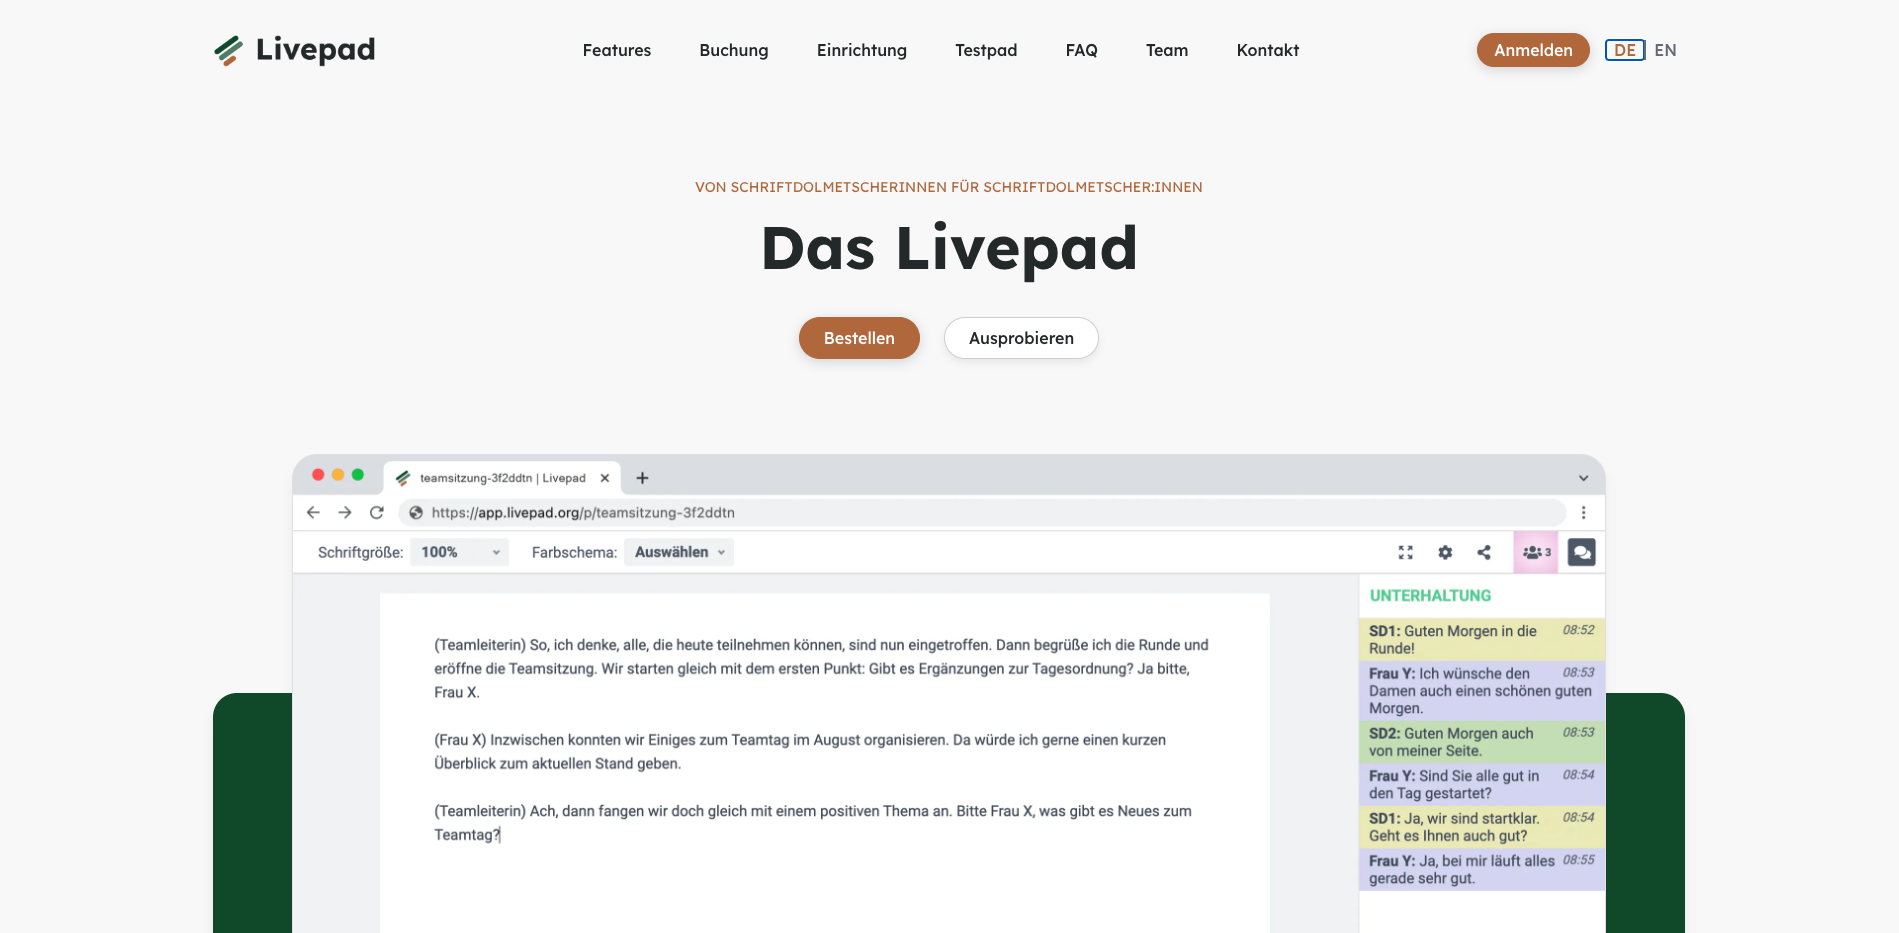 Livepad
Features
Buchung
Einrichtung
Testpad
FAQ
Team
Kontakt
Anmelden
DE | EN
VON SCHRIFTDOLMETSCHERINNEN FÜR SCHRIFTDOLMETSCHER:INNEN
Das Livepad
Bestellen
Ausprobieren
teamsitzung-3f2ddtn | Livepad
https://app.livepad.org/p/teamsitzung-3f2ddtn
Schriftgröße: 100% Farbschema: Auswählen
3
(Teamleiterin) So, ich denke, alle, die heute teilnehmen können, sind nun eingetroffen. Dann begrüße ich die Runde und
eröffne die Teamsitzung. Wir starten gleich mit dem ersten Punkt: Gibt es Ergänzungen zur Tagesordnung? Ja bitte,
Frau X.
(Frau X) Inzwischen konnten wir Einiges zum Teamtag im August organisieren. Da würde ich gerne einen kurzen
Überblick zum aktuellen Stand geben.
(Teamleiterin) Ach, dann fangen wir doch gleich mit einem positiven Thema an. Bitte Frau X, was gibt es Neues zum
Teamtag?
UNTERHALTUNG
SD1: Guten Morgen in die 08:52
Runde!
Frau Y: Ich wünsche den 08:53
Damen auch einen schönen guten
Morgen.
SD2: Guten Morgen auch 08:53
von meiner Seite.
Frau Y: Sind Sie alle gut in 08:54
den Tag gestartet?
SD1: Ja, wir sind startklar. 08:54
Geht es Ihnen auch gut?
Frau Y: Ja, bei mir läuft alles 08:55
gerade sehr gut.